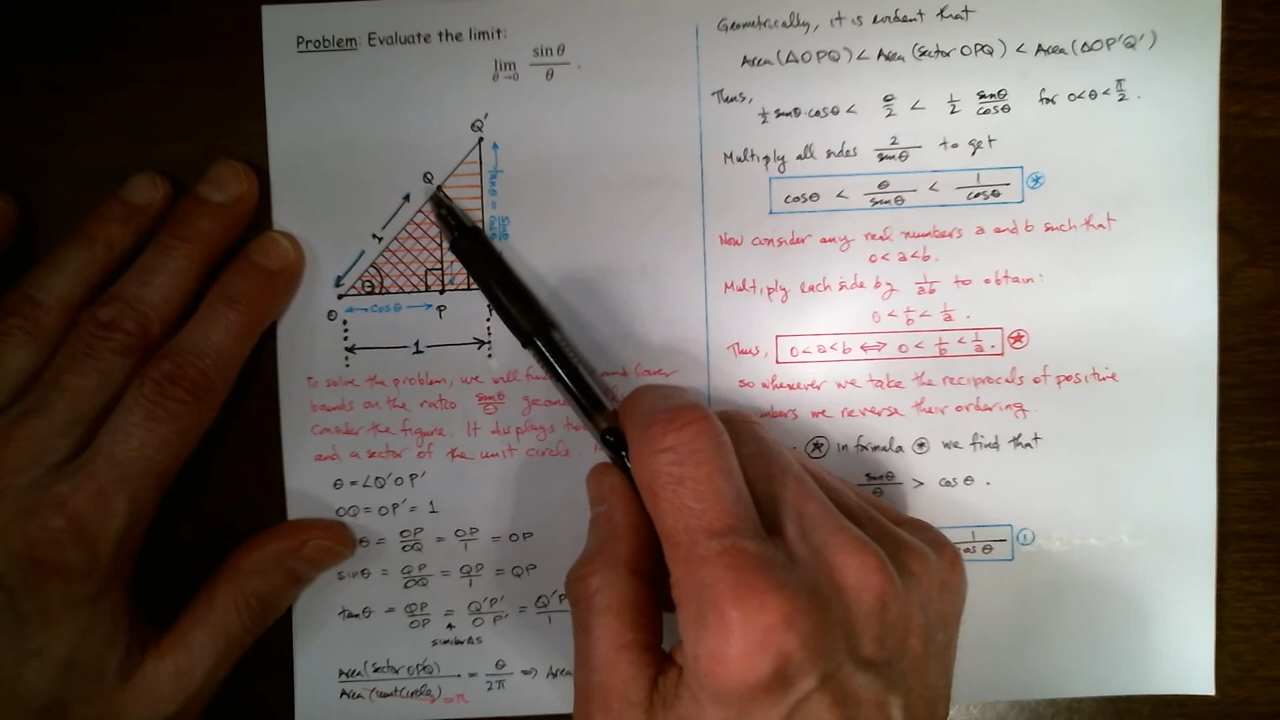 Problem: Evaluate the limit:
lim θ→0 sinθ/θ .
Q'
Q
tanθ = sinθ/cosθ
1
θ
cosθ
O
P
1
To solve the problem, we will find and lower
bounds on the ratio sinθ/θ
Consider the figure. It displays
and a sector of the unit circle.
θ = ∠Q'OP'
OQ = OP' = 1
θ = OP/OQ = OP/1 = OP
sinθ = QP/OQ = QP/1 = QP
tanθ = QP/OP = Q'P'/OP' = Q'P/1
similar Δs
Area(sector OPQ)/Area(unit circle) = θ/2π ⇒ Area
= π
Geometrically, it is evident that
Area(ΔOPQ) < Area(sector OPQ) < Area(ΔOP'Q')
Thus, 1/2 sinθ·cosθ < θ/2 < 1/2 sinθ/cosθ for 0<θ<π/2.
Multiply all sides 2/sinθ to get
cosθ < θ/sinθ < 1/cosθ *
Now consider any real numbers a and b such that
0<a<b.
Multiply each side by 1/ab to obtain:
0 < 1/b < 1/a .
Thus, 0<a<b ⟺ 0 < 1/b < 1/a . ★
so whenever we take the reciprocals of positive
we reverse their ordering.
★ in formula * we find that
sinθ/θ > cosθ .
1/cosθ 1